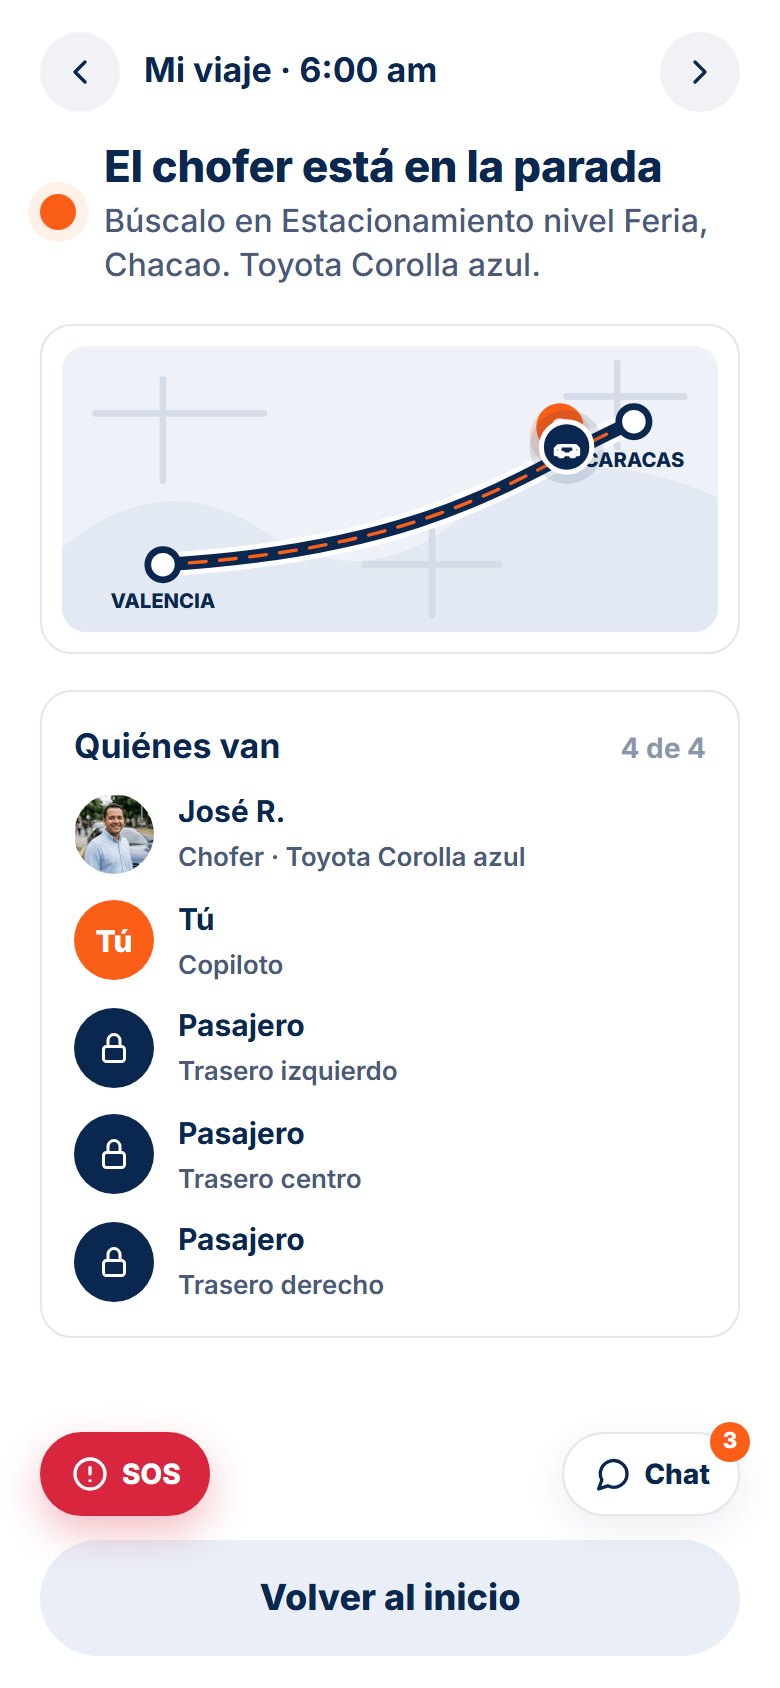 Mi viaje · 6:00 am
El chofer está en la parada
Búscalo en Estacionamiento nivel Feria,
Chacao. Toyota Corolla azul.
CARACAS
VALENCIA
Quiénes van
4 de 4
José R.
Chofer · Toyota Corolla azul
Tú
Tú
Copiloto
Pasajero
Trasero izquierdo
Pasajero
Trasero centro
Pasajero
Trasero derecho
SOS
Chat
3
Volver al inicio